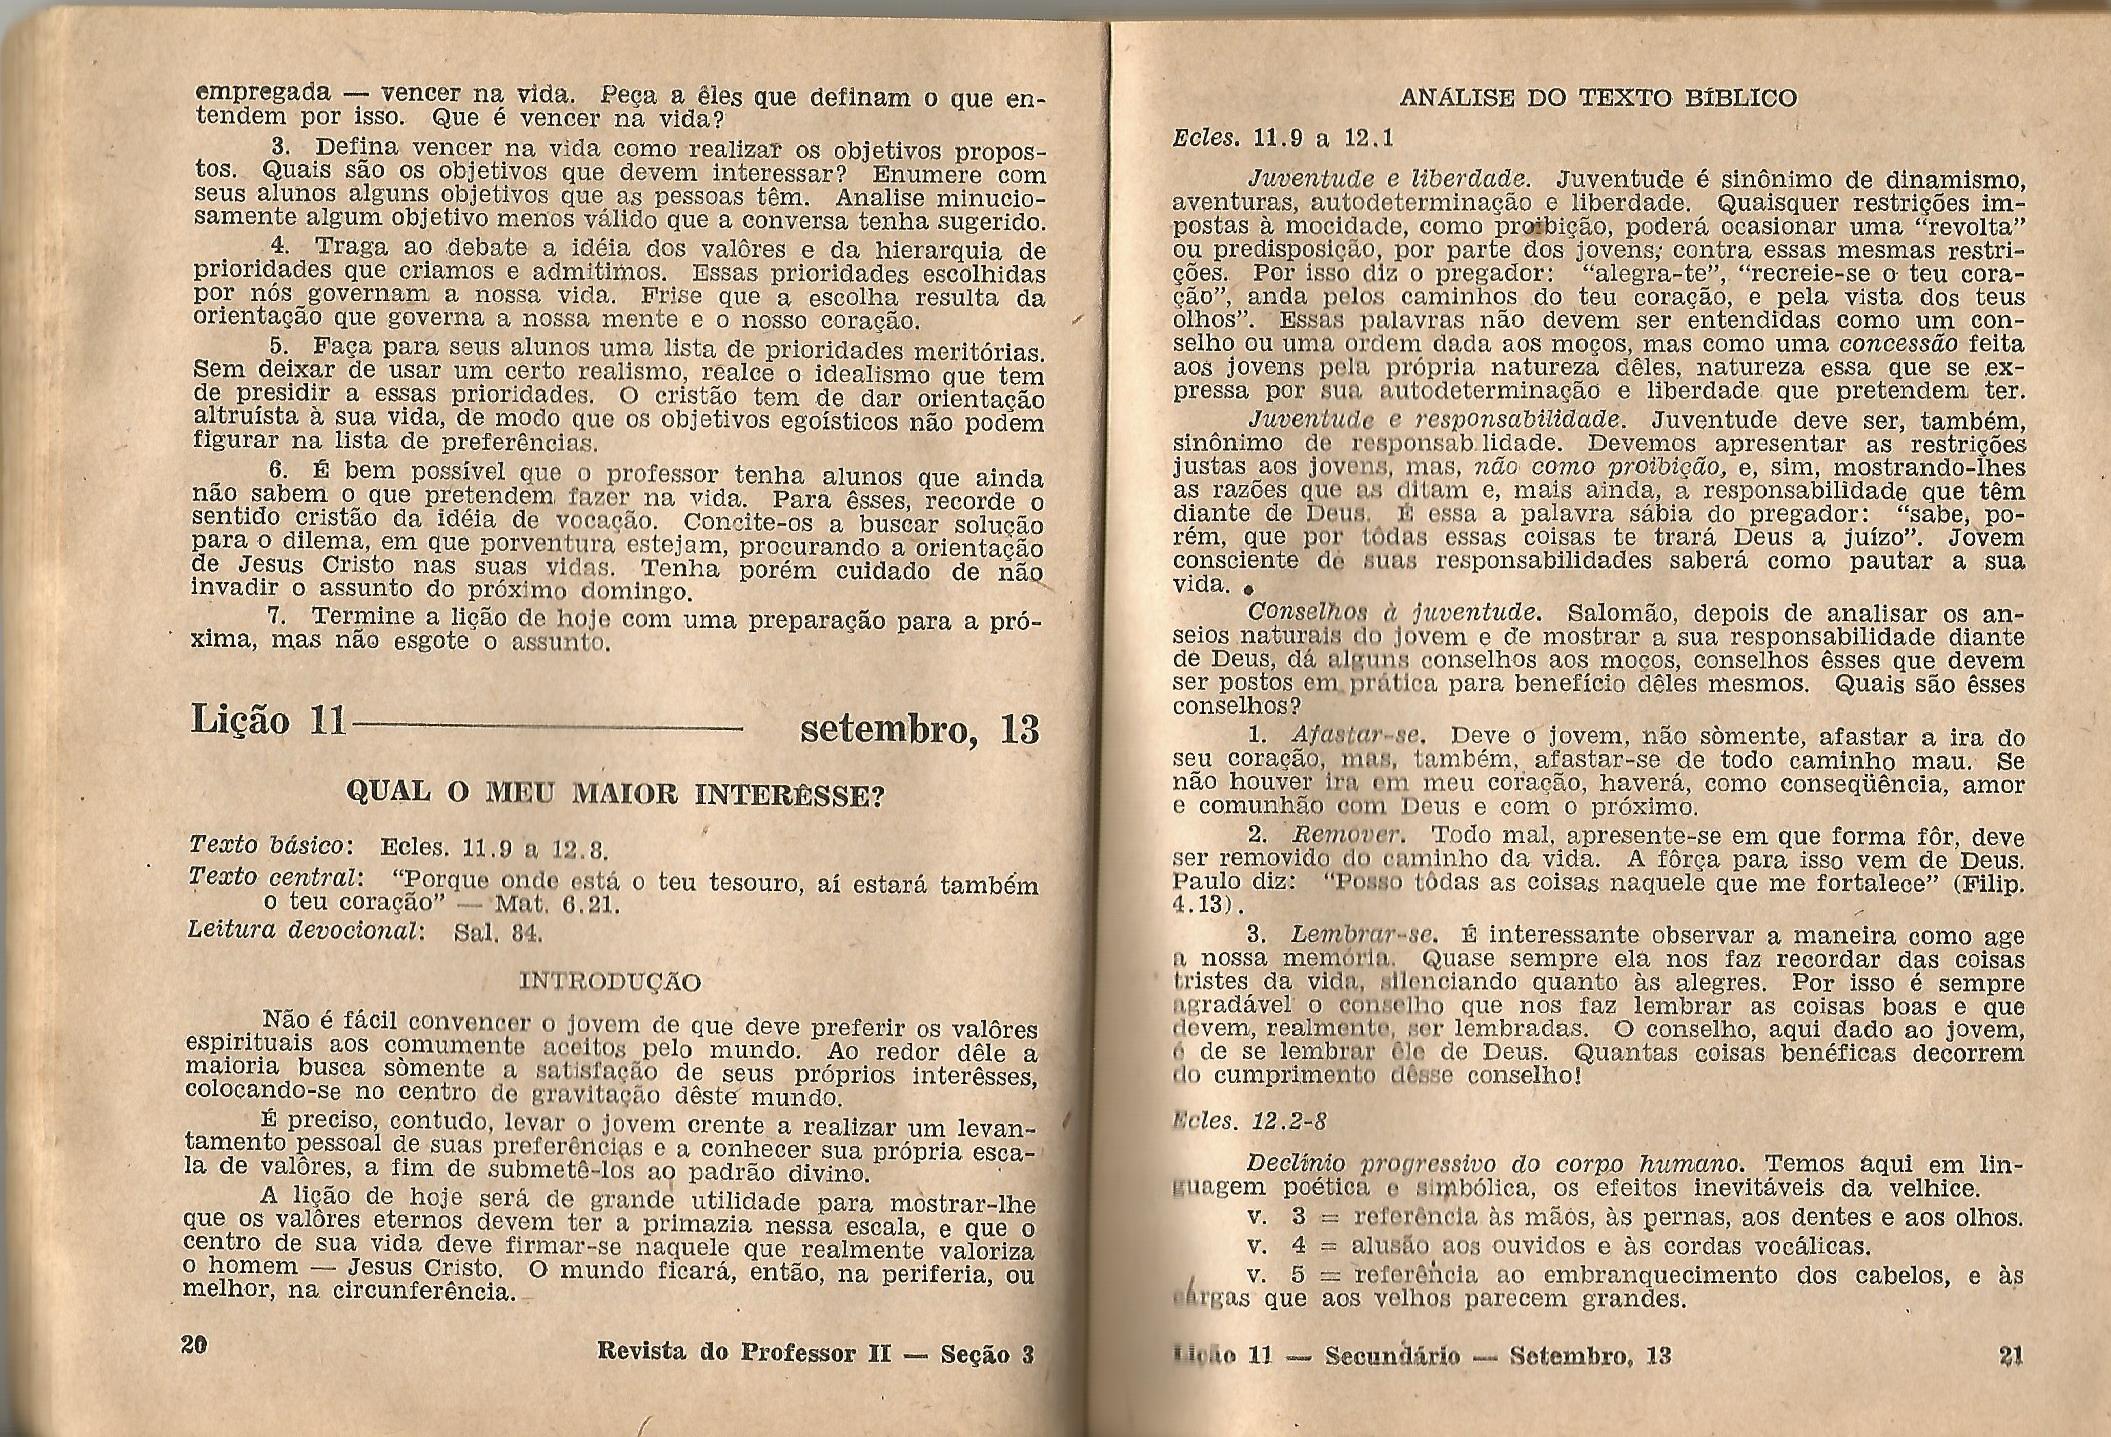 empregada — vencer na vida. Peça a êles que definam o que en-
tendem por isso. Que é vencer na vida?
3. Defina vencer na vida como realizar os objetivos propos-
tos. Quais são os objetivos que devem interessar? Enumere com
seus alunos alguns objetivos que as pessoas têm. Analise minucio-
samente algum objetivo menos válido que a conversa tenha sugerido.
4. Traga ao debate a idéia dos valôres e da hierarquia de
prioridades que criamos e admitimos. Essas prioridades escolhidas
por nós governam a nossa vida. Frise que a escolha resulta da
orientação que governa a nossa mente e o nosso coração.
5. Faça para seus alunos uma lista de prioridades meritórias.
Sem deixar de usar um certo realismo, realce o idealismo que tem
de presidir a essas prioridades. O cristão tem de dar orientação
altruísta à sua vida, de modo que os objetivos egoísticos não podem
figurar na lista de preferências.
6. É bem possível que o professor tenha alunos que ainda
não sabem o que pretendem fazer na vida. Para êsses, recorde o
sentido cristão da idéia de vocação. Concite-os a buscar solução
para o dilema, em que porventura estejam, procurando a orientação
de Jesus Cristo nas suas vidas. Tenha porém cuidado de não
invadir o assunto do próximo domingo.
7. Termine a lição de hoje com uma preparação para a pró-
xima, mas não esgote o assunto.
Lição 11 — setembro, 13
QUAL O MEU MAIOR INTERÊSSE?
Texto básico: Ecles. 11.9 a 12.8.
Texto central: “Porque onde está o teu tesouro, aí estará também
o teu coração” — Mat. 6.21.
Leitura devocional: Sal. 84.
INTRODUÇÃO
Não é fácil convencer o jovem de que deve preferir os valôres
espirituais aos comumente aceitos pelo mundo. Ao redor dêle a
maioria busca sòmente a satisfação de seus próprios interêsses,
colocando-se no centro de gravitação dêste mundo.
É preciso, contudo, levar o jovem crente a realizar um levan-
tamento pessoal de suas preferências e a conhecer sua própria esca-
la de valôres, a fim de submetê-los ao padrão divino.
A lição de hoje será de grande utilidade para mostrar-lhe
que os valôres eternos devem ter a primazia nessa escala, e que o
centro de sua vida deve firmar-se naquele que realmente valoriza
o homem — Jesus Cristo. O mundo ficará, então, na periferia, ou
melhor, na circunferência.
20 Revista do Professor II — Seção 3
ANÁLISE DO TEXTO BÍBLICO
Ecles. 11.9 a 12.1
Juventude e liberdade. Juventude é sinônimo de dinamismo,
aventuras, autodeterminação e liberdade. Quaisquer restrições im-
postas à mocidade, como proibição, poderá ocasionar uma “revolta”
ou predisposição, por parte dos jovens, contra essas mesmas restri-
ções. Por isso diz o pregador: “alegra-te”, “recreie-se o teu cora-
ção”, anda pelos caminhos do teu coração, e pela vista dos teus
olhos”. Essas palavras não devem ser entendidas como um con-
selho ou uma ordem dada aos moços, mas como uma concessão feita
aos jovens pela própria natureza dêles, natureza essa que se ex-
pressa por sua autodeterminação e liberdade que pretendem ter.
Juventude e responsabilidade. Juventude deve ser, também,
sinônimo de responsab lidade. Devemos apresentar as restrições
justas aos jovens, mas, não como proibição, e, sim, mostrando-lhes
as razões que as ditam e, mais ainda, a responsabilidade que têm
diante de Deus. É essa a palavra sábia do pregador: “sabe, po-
rém, que por tôdas essas coisas te trará Deus a juízo”. Jovem
consciente de suas responsabilidades saberá como pautar a sua
vida.
Conselhos à juventude. Salomão, depois de analisar os an-
seios naturais do jovem e de mostrar a sua responsabilidade diante
de Deus, dá alguns conselhos aos moços, conselhos êsses que devem
ser postos em prática para benefício dêles mesmos. Quais são êsses
conselhos?
1. Afastar-se. Deve o jovem, não sòmente, afastar a ira do
seu coração, mas, também, afastar-se de todo caminho mau. Se
não houver ira em meu coração, haverá, como conseqüência, amor
e comunhão com Deus e com o próximo.
2. Remover. Todo mal, apresente-se em que forma fôr, deve
ser removido do caminho da vida. A fôrça para isso vem de Deus.
Paulo diz: “Posso tôdas as coisas naquele que me fortalece” (Filip.
4.13).
3. Lembrar-se. É interessante observar a maneira como age
a nossa memória. Quase sempre ela nos faz recordar das coisas
tristes da vida, silenciando quanto às alegres. Por isso é sempre
agradável o conselho que nos faz lembrar as coisas boas e que
devem, realmente, ser lembradas. O conselho, aqui dado ao jovem,
é de se lembrar êle de Deus. Quantas coisas benéficas decorrem
do cumprimento dêsse conselho!
Ecles. 12.2-8
Declínio progressivo do corpo humano. Temos aqui em lin-
guagem poética e simbólica, os efeitos inevitáveis da velhice.
v. 3 = referência às mãos, às pernas, aos dentes e aos olhos.
v. 4 = alusão aos ouvidos e às cordas vocálicas.
v. 5 = referência ao embranquecimento dos cabelos, e às
cargas que aos velhos parecem grandes.
Lição 11 — Secundário — Setembro, 13 21